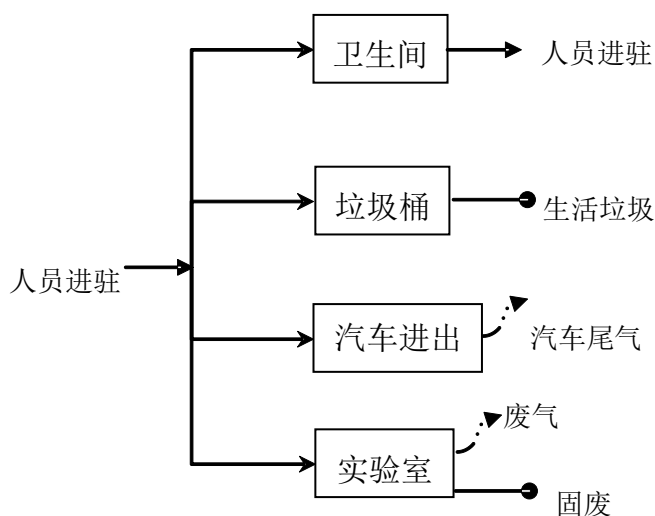 卫生间
人员进驻
垃圾桶
生活垃圾
人员进驻
汽车进出
汽车尾气
废气
实验室
固废